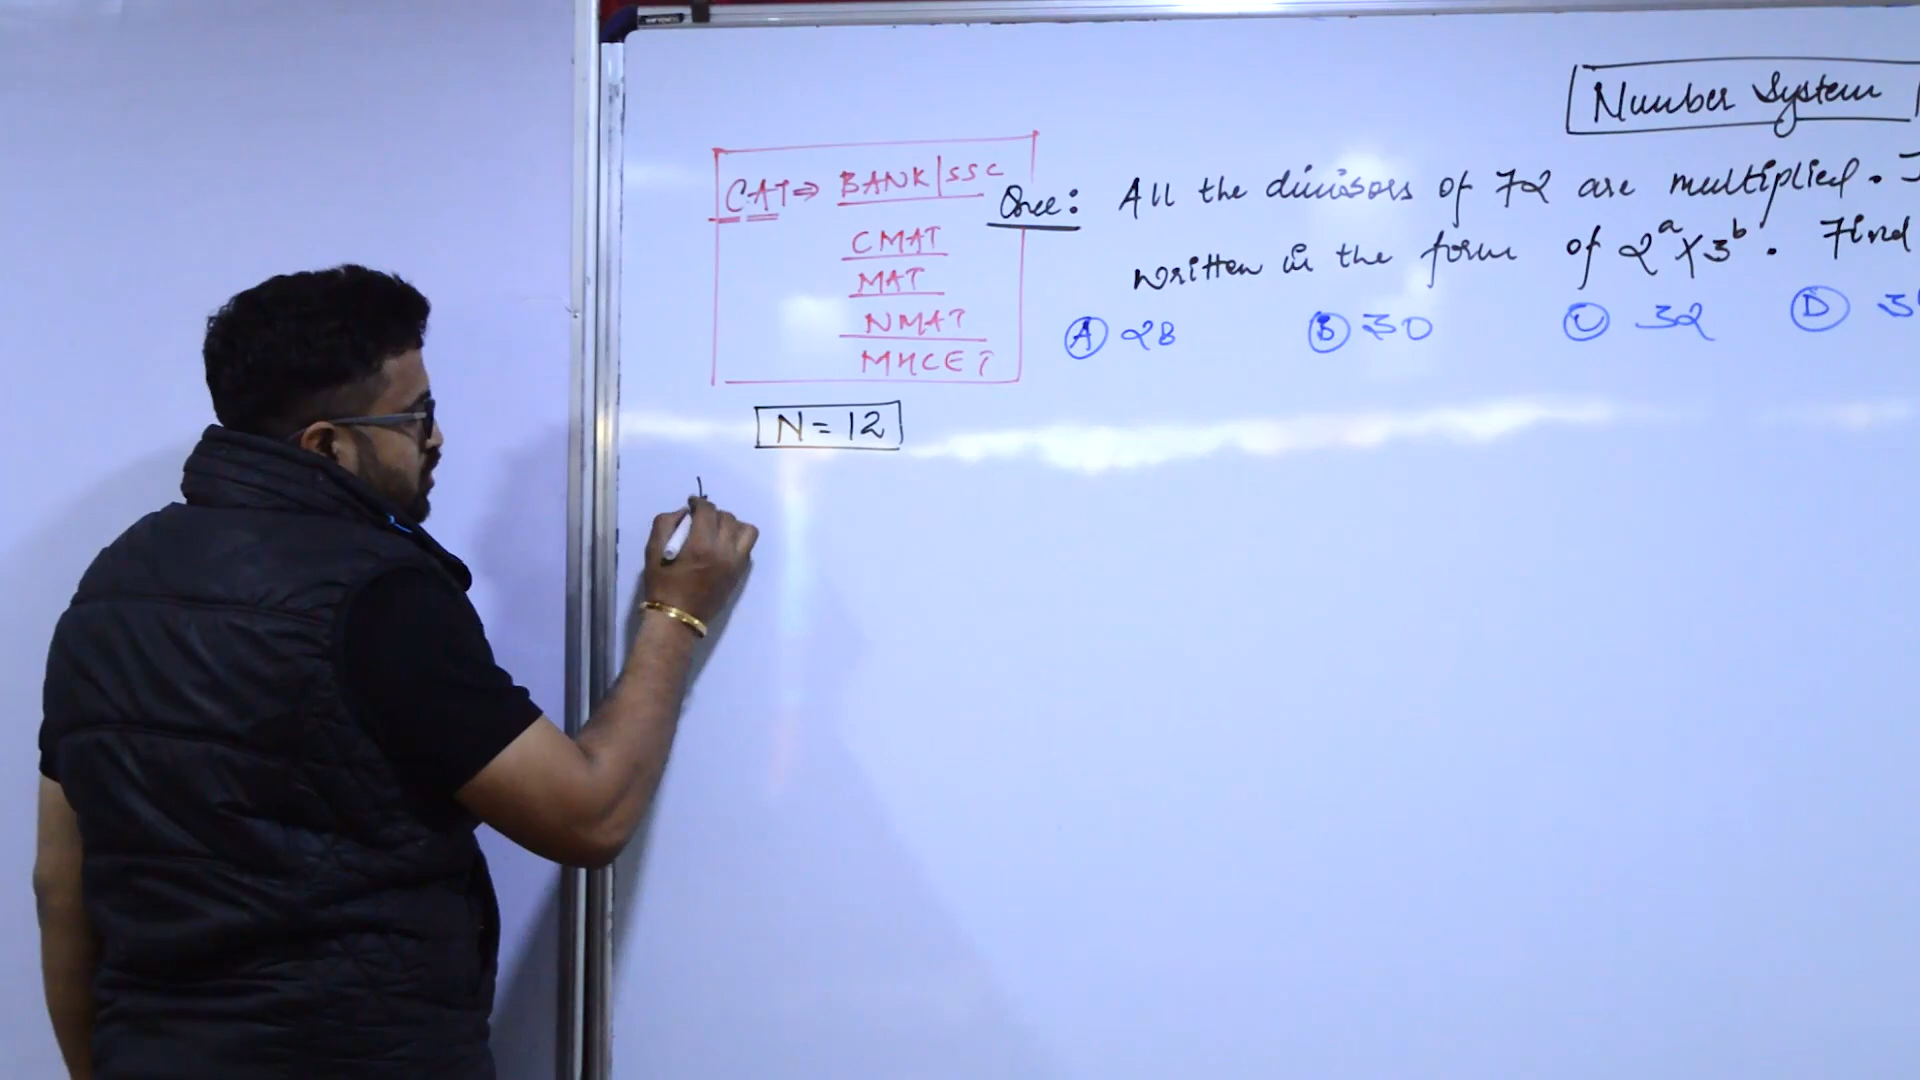 Number System
CAT ⇒ BANK | SSC
CMAT
MAT
NMAT
MHCET
Que: All the divisors of 72 are multiplied.
written in the form of 2^a × 3^b. Find
Ⓐ 28 Ⓑ 30 Ⓒ 32 Ⓓ
N = 12